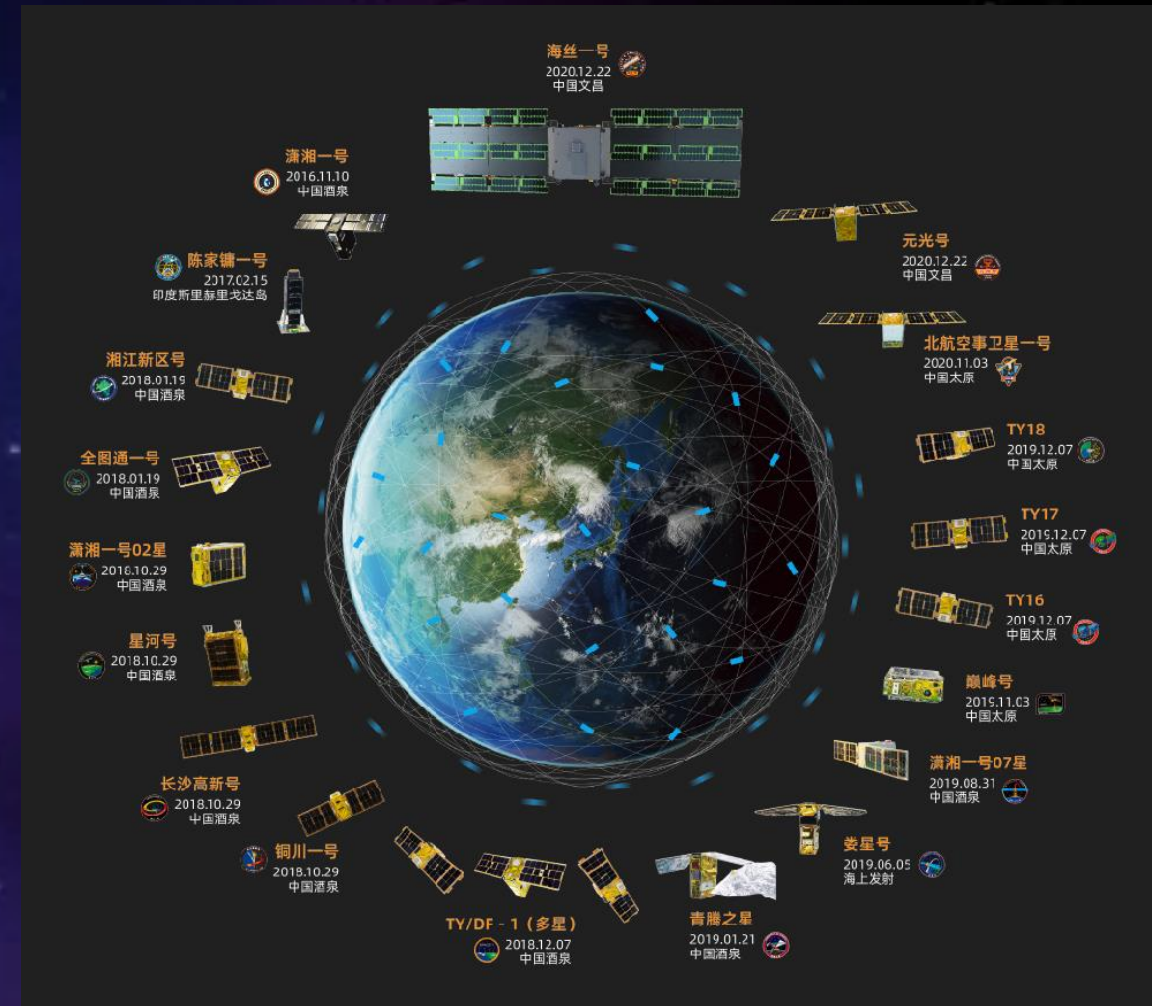 海丝一号
2020.12.22
中国文昌
潇湘一号
2016.11.10
中国酒泉
陈家镛一号
2017.02.15
印度斯里赫里戈达岛
湘江新区号
2018.01.19
中国酒泉
全图通一号
2018.01.19
中国酒泉
潇湘一号02星
2018.10.29
中国酒泉
星河号
2018.10.29
中国酒泉
长沙高新号
2018.10.29
中国酒泉
铜川一号
2018.10.29
中国酒泉
TY/DF - 1（多星）
2018.12.07
中国酒泉
青腾之星
2019.01.21
中国酒泉
娄星号
2019.06.05
海上发射
潇湘一号07星
2019.08.31
中国酒泉
巅峰号
2019.11.03
中国太原
TY16
2019.12.07
中国太原
TY17
2019.12.07
中国太原
TY18
2019.12.07
中国太原
北航空事卫星一号
2020.11.03
中国太原
元光号
2020.12.22
中国文昌